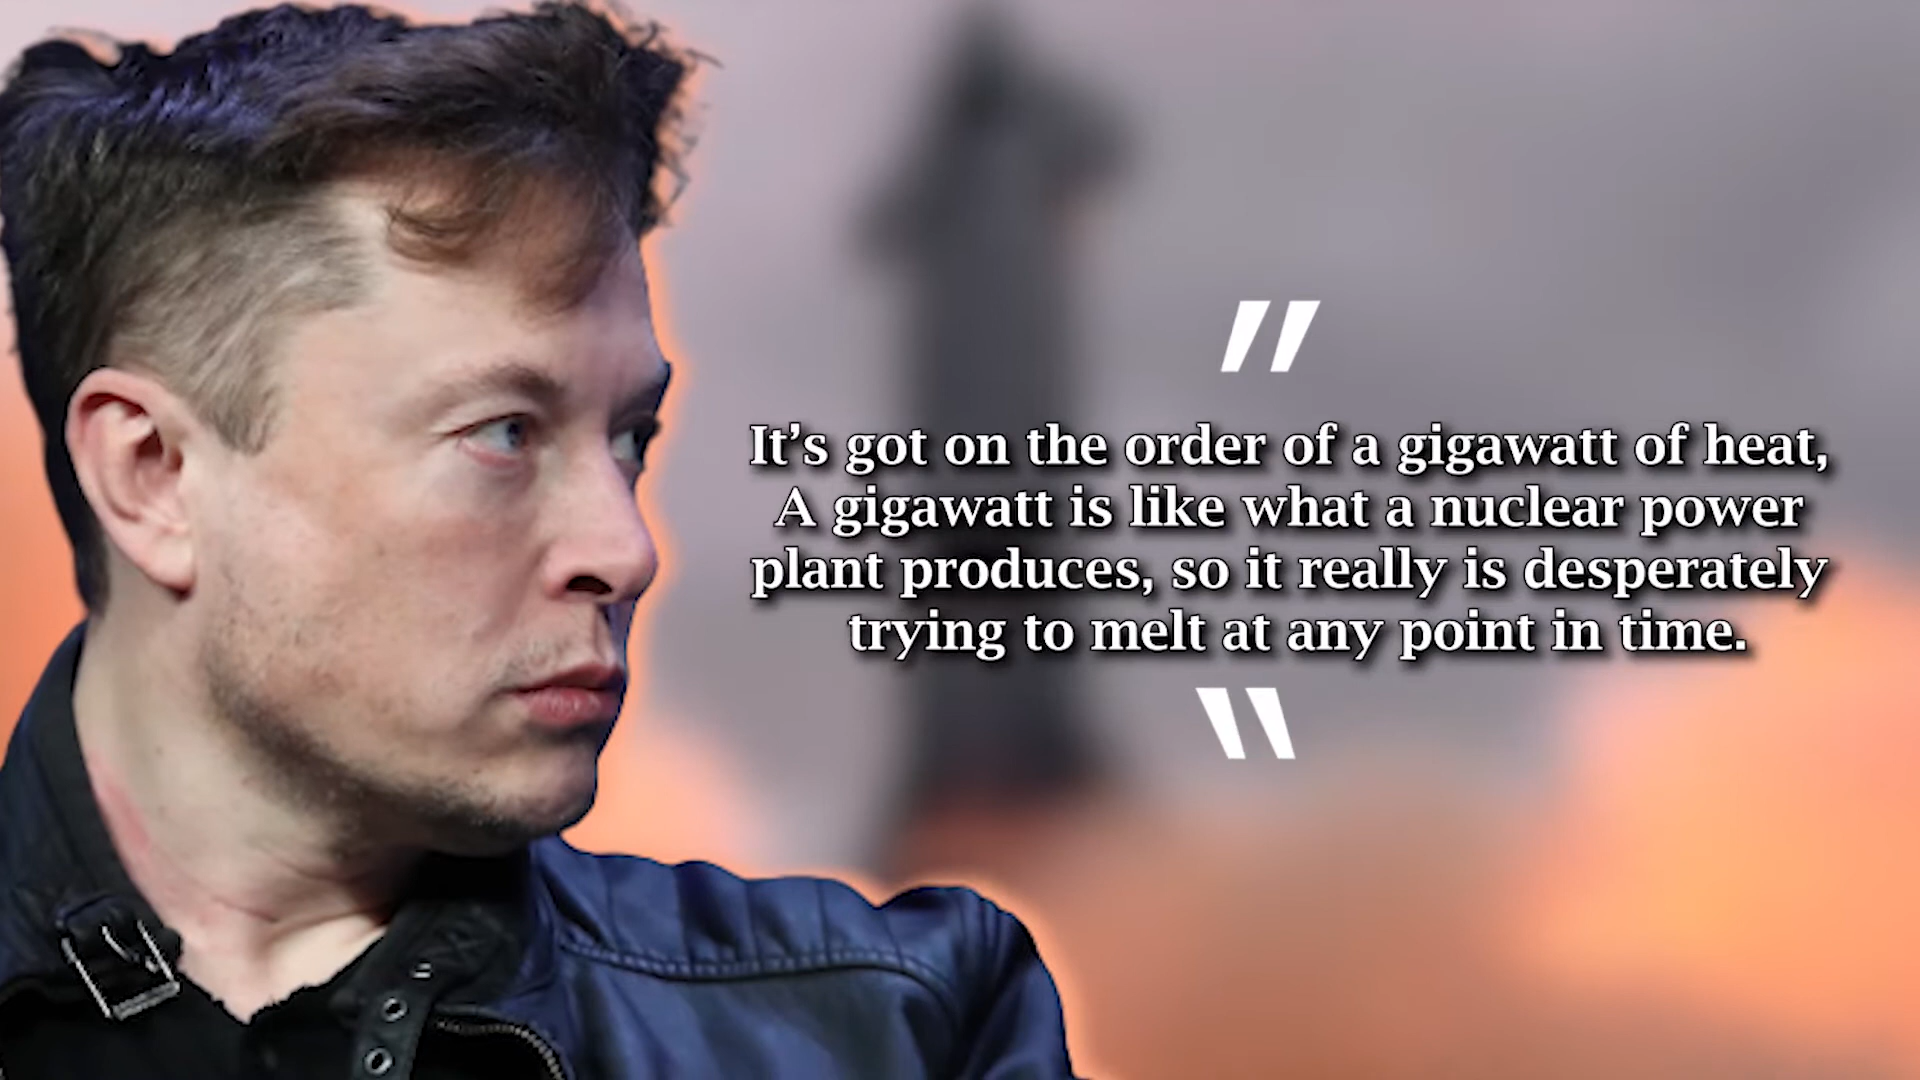 "
It’s got on the order of a gigawatt of heat,
A gigawatt is like what a nuclear power
plant produces, so it really is desperately
trying to melt at any point in time.
"